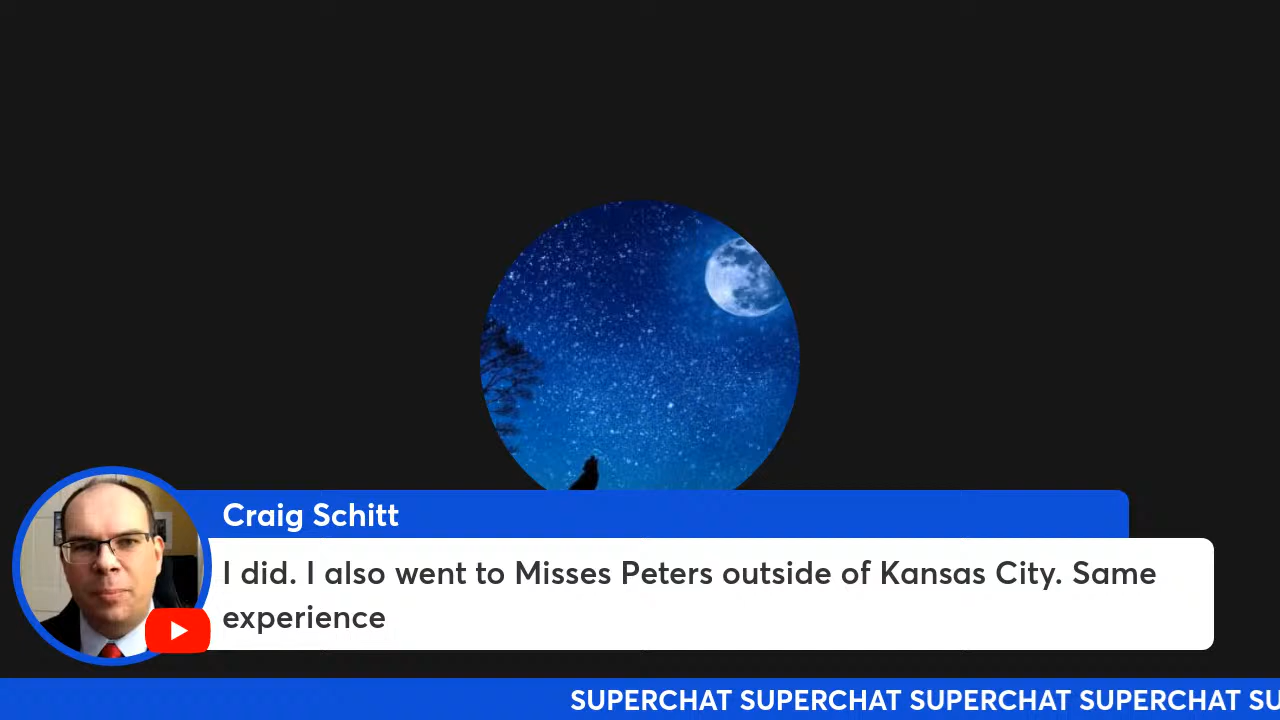 Craig Schitt
I did. I also went to Misses Peters outside of Kansas City. Same
experience
SUPERCHAT SUPERCHAT SUPERCHAT SUPERCHAT SU